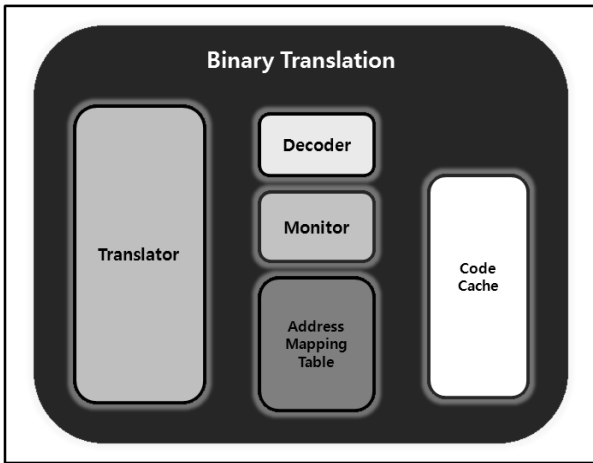 Binary Translation
Translator
Decoder
Monitor
Address
Mapping
Table
Code
Cache